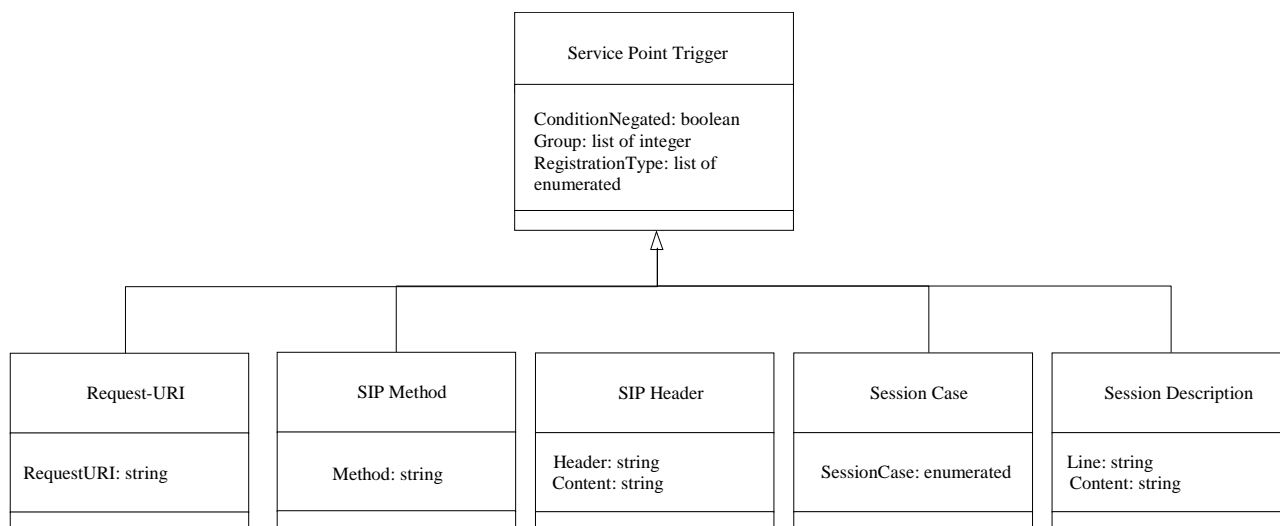 Service Point Trigger
ConditionNegated: boolean
Group: list of integer
RegistrationType: list of
enumerated
Request-URI
RequestURI: string
SIP Method
Method: string
SIP Header
Header: string
Content: string
Session Case
SessionCase: enumerated
Session Description
Line: string
Content: string